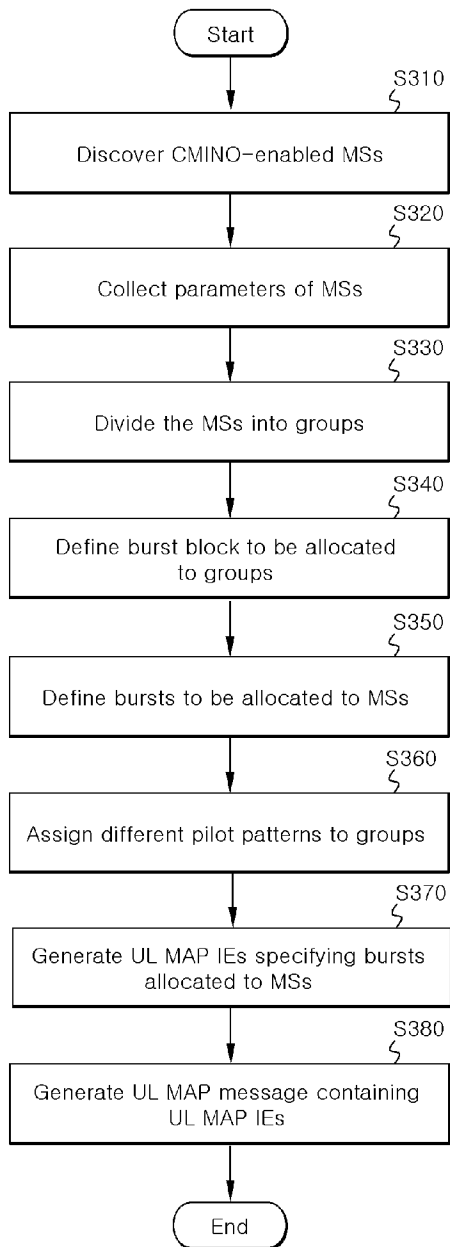 Start
S310
Discover CMINO-enabled MSs
S320
Collect parameters of MSs
S330
Divide the MSs into groups
S340
Define burst block to be allocated
to groups
S350
Define bursts to be allocated to MSs
S360
Assign different pilot patterns to groups
S370
Generate UL MAP IEs specifying bursts
allocated to MSs
S380
Generate UL MAP message containing
UL MAP IEs
End